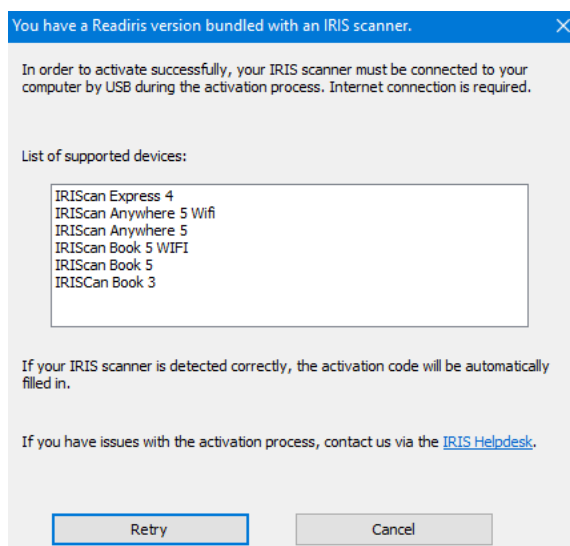 You have a Readiris version bundled with an IRIS scanner.
In order to activate successfully, your IRIS scanner must be connected to your
computer by USB during the activation process. Internet connection is required.
List of supported devices:
IRIScan Express 4
IRIScan Anywhere 5 Wifi
IRIScan Anywhere 5
IRIScan Book 5 WIFI
IRIScan Book 5
IRISCan Book 3
If your IRIS scanner is detected correctly, the activation code will be automatically
filled in.
If you have issues with the activation process, contact us via the IRIS Helpdesk.
Retry Cancel